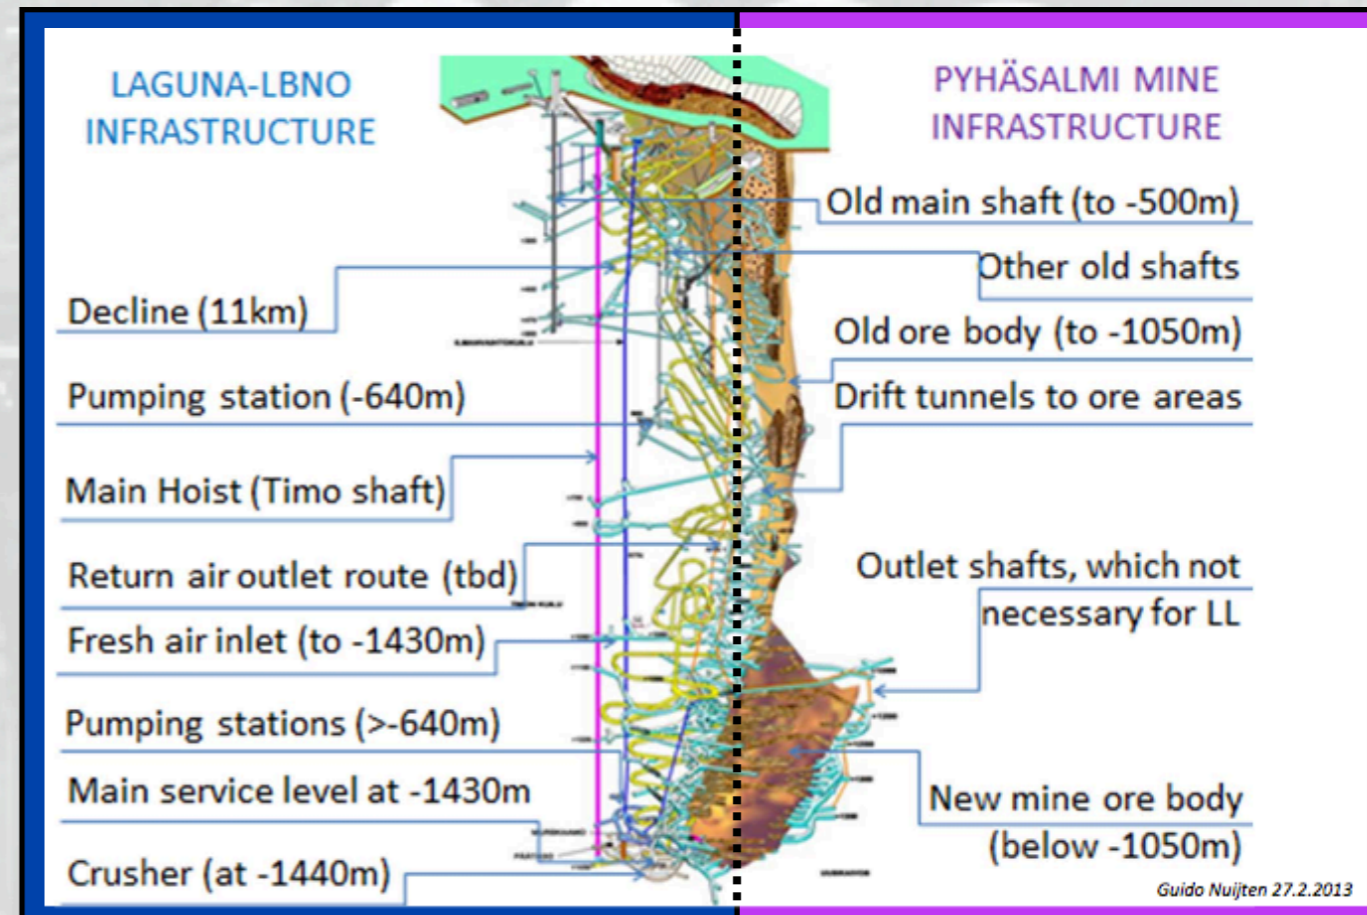 LAGUNA-LBNO
INFRASTRUCTURE
Decline (11km)
Pumping station (-640m)
Main Hoist (Timo shaft)
Return air outlet route (tbd)
Fresh air inlet (to -1430m)
Pumping stations (>-640m)
Main service level at -1430m
Crusher (at -1440m)
PYHÄSALMI MINE
INFRASTRUCTURE
Old main shaft (to -500m)
Other old shafts
Old ore body (to -1050m)
Drift tunnels to ore areas
Outlet shafts, which not
necessary for LL
New mine ore body
(below -1050m)
Guido Nuijten 27.2.2013